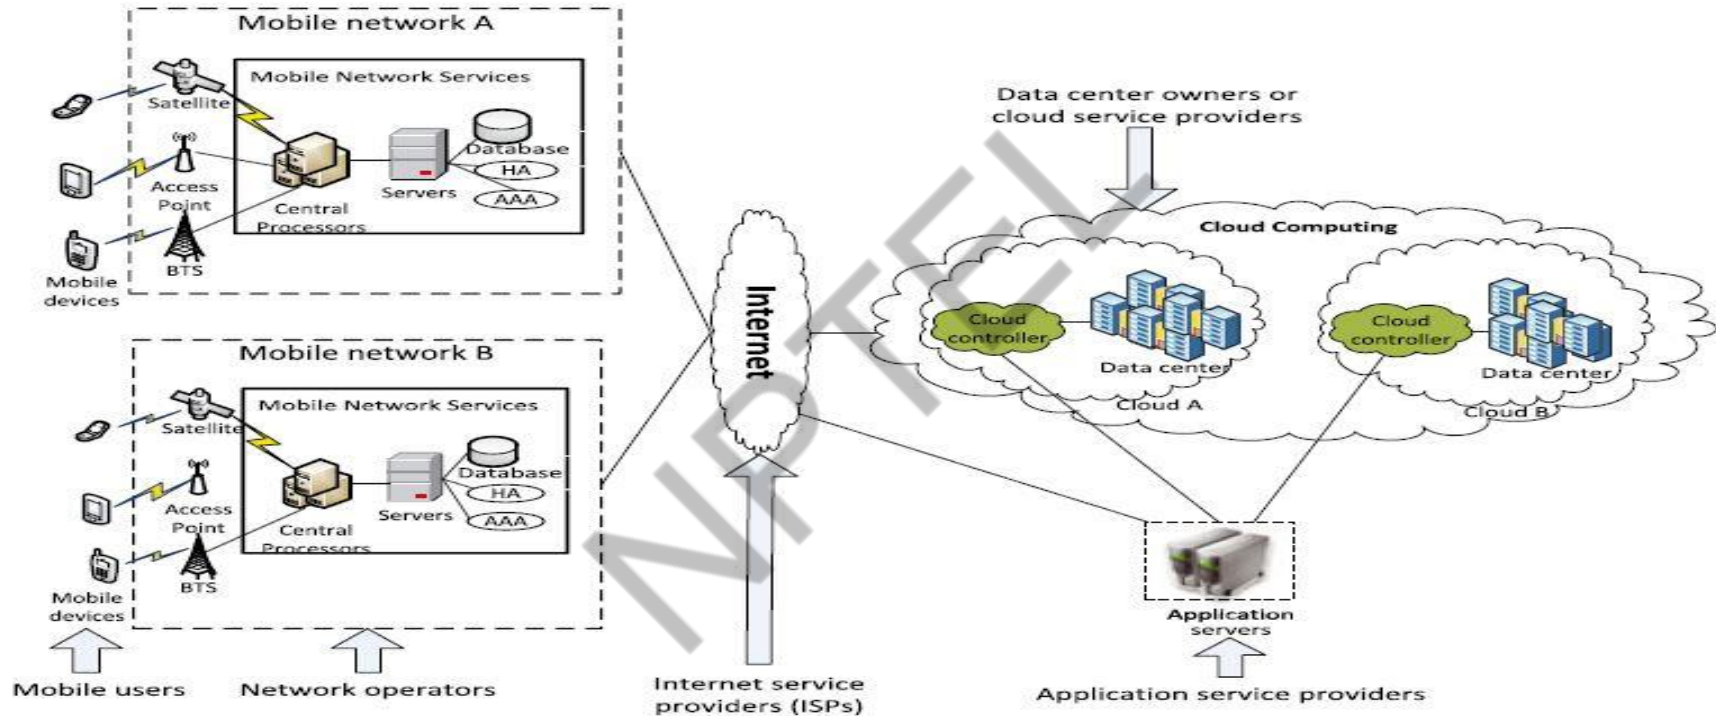 Mobile network A
Mobile Network Services
Satellite
Access
Point
BTS
Mobile
devices
Central
Processors
Servers
Database
HA
AAA
Mobile network B
Mobile Network Services
Satellite
Access
Point
BTS
Mobile
devices
Central
Processors
Servers
Database
HA
AAA
Mobile users
Network operators
Internet
Internet service
providers (ISPs)
Data center owners or
cloud service providers
Cloud Computing
Cloud
controller
Data center
Cloud A
Cloud
controller
Data center
Cloud B
Application
servers
Application service providers
NPTEL